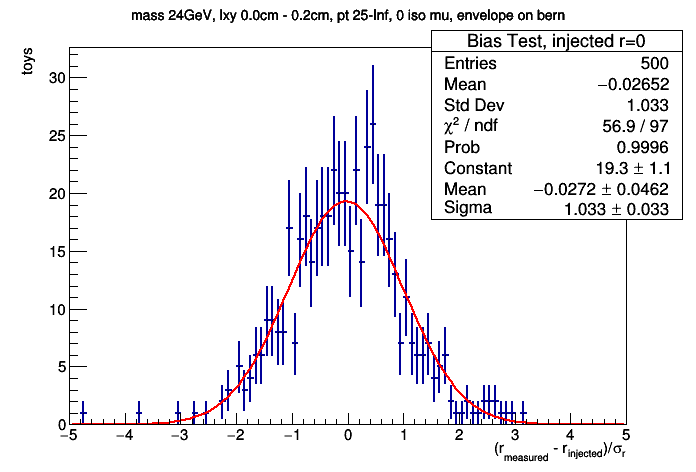 mass 24GeV, lxy 0.0cm - 0.2cm, pt 25-Inf, 0 iso mu, envelope on bern
toys
Bias Test, injected r=0
Entries 500
Mean −0.02652
Std Dev 1.033
χ² / ndf 56.9 / 97
Prob 0.9996
Constant 19.3 ± 1.1
Mean −0.0272 ± 0.0462
Sigma 1.033 ± 0.033
30
25
20
15
10
5
0
−5 −4 −3 −2 −1 0 1 2 3 4 5
(r_measured - r_injected)/σ_r